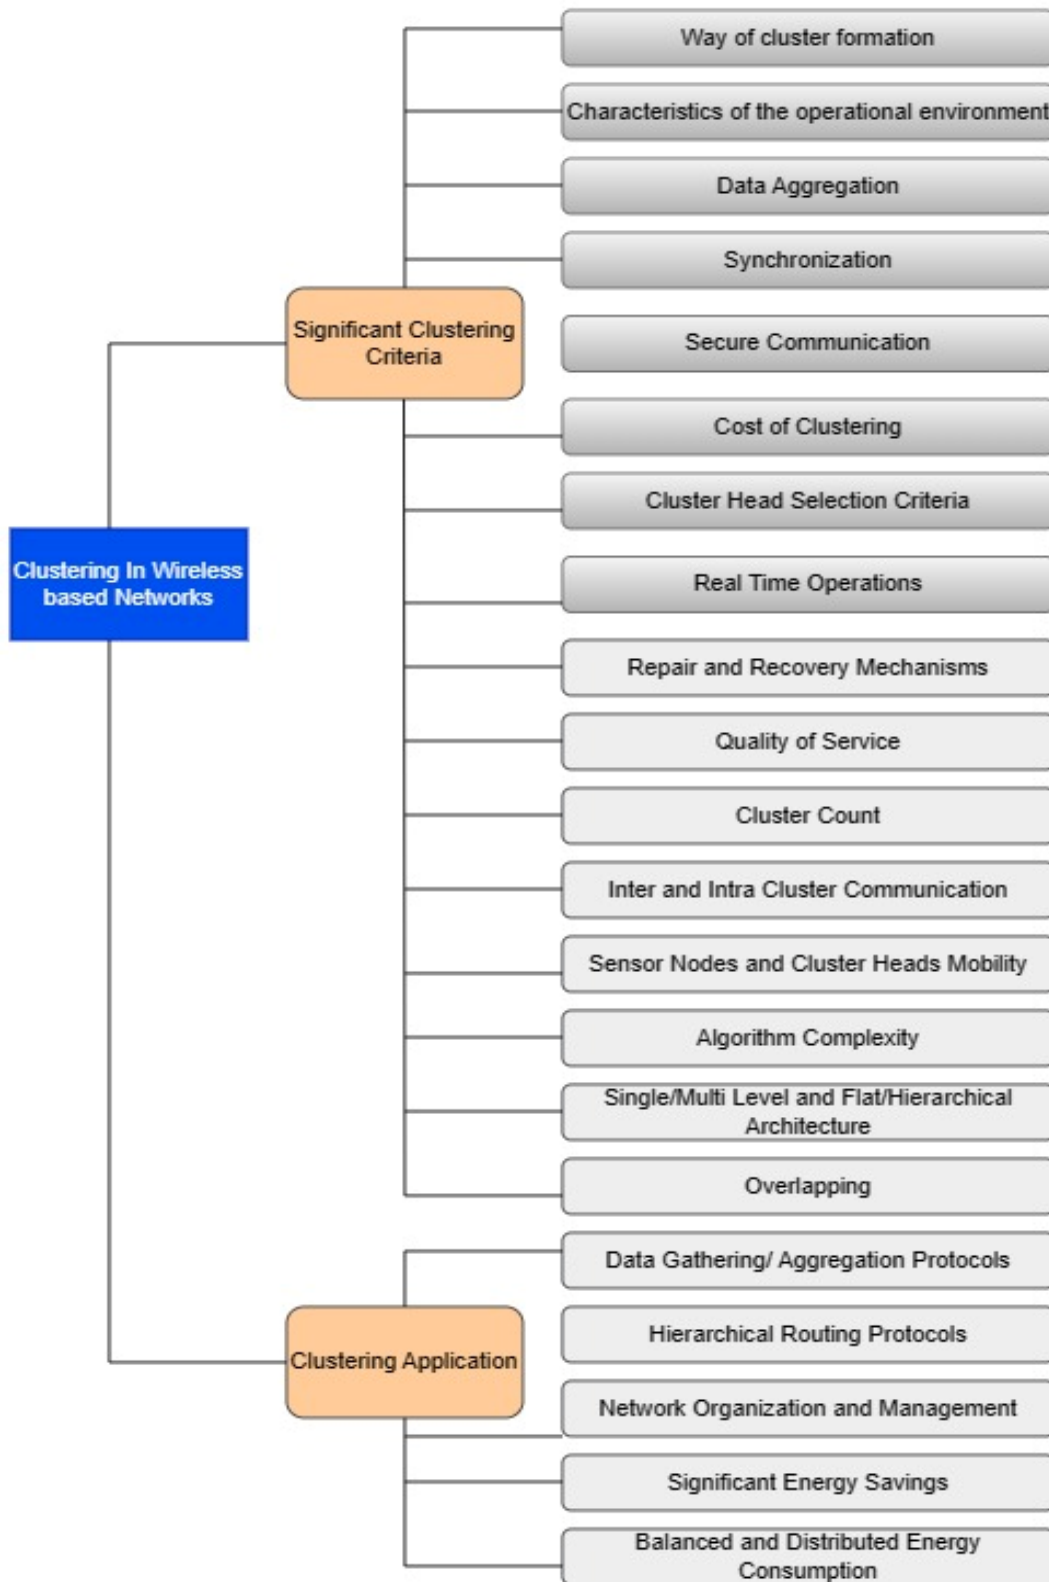 Way of cluster formation
Characteristics of the operational environment
Data Aggregation
Synchronization
Significant Clustering
Criteria
Secure Communication
Cost of Clustering
Cluster Head Selection Criteria
Clustering In Wireless
based Networks
Real Time Operations
Repair and Recovery Mechanisms
Quality of Service
Cluster Count
Inter and Intra Cluster Communication
Sensor Nodes and Cluster Heads Mobility
Algorithm Complexity
Single/Multi Level and Flat/Hierarchical
Architecture
Overlapping
Data Gathering/ Aggregation Protocols
Hierarchical Routing Protocols
Clustering Application
Network Organization and Management
Significant Energy Savings
Balanced and Distributed Energy
Consumption